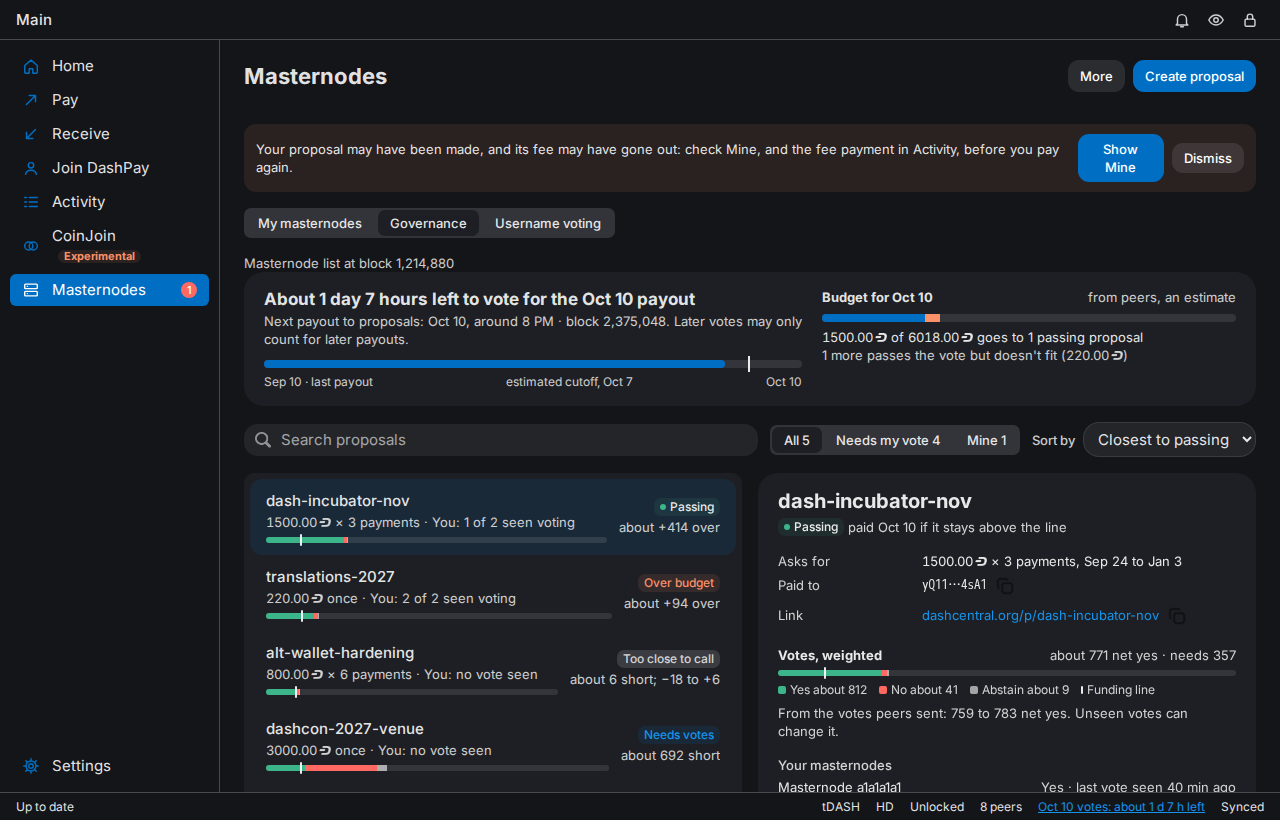 Main
Home
Pay
Receive
Join DashPay
Activity
CoinJoin
Experimental
Masternodes 1
Settings
Masternodes
More
Create proposal
Your proposal may have been made, and its fee may have gone out: check Mine, and the fee payment in Activity, before you pay
again.
Show
Mine
Dismiss
My masternodes
Governance
Username voting
Masternode list at block 1,214,880
About 1 day 7 hours left to vote for the Oct 10 payout
Next payout to proposals: Oct 10, around 8 PM · block 2,375,048. Later votes may only
count for later payouts.
Sep 10 · last payout
estimated cutoff, Oct 7
Oct 10
Budget for Oct 10
from peers, an estimate
1500.00 of 6018.00 goes to 1 passing proposal
1 more passes the vote but doesn't fit (220.00)
Search proposals
All 5
Needs my vote 4
Mine 1
Sort by
Closest to passing
dash-incubator-nov
Passing
1500.00 × 3 payments · You: 1 of 2 seen voting
about +414 over
translations-2027
Over budget
220.00 once · You: 2 of 2 seen voting
about +94 over
alt-wallet-hardening
Too close to call
800.00 × 6 payments · You: no vote seen
about 6 short; −18 to +6
dashcon-2027-venue
Needs votes
3000.00 once · You: no vote seen
about 692 short
dash-incubator-nov
Passing paid Oct 10 if it stays above the line
Asks for
1500.00 × 3 payments, Sep 24 to Jan 3
Paid to
yQ11···4sA1
Link
dashcentral.org/p/dash-incubator-nov
Votes, weighted
about 771 net yes · needs 357
Yes about 812
No about 41
Abstain about 9
Funding line
From the votes peers sent: 759 to 783 net yes. Unseen votes can
change it.
Your masternodes
Masternode a1a1a1a1
Yes · last vote seen 40 min ago
Up to date
tDASH
HD
Unlocked
8 peers
Oct 10 votes: about 1 d 7 h left
Synced